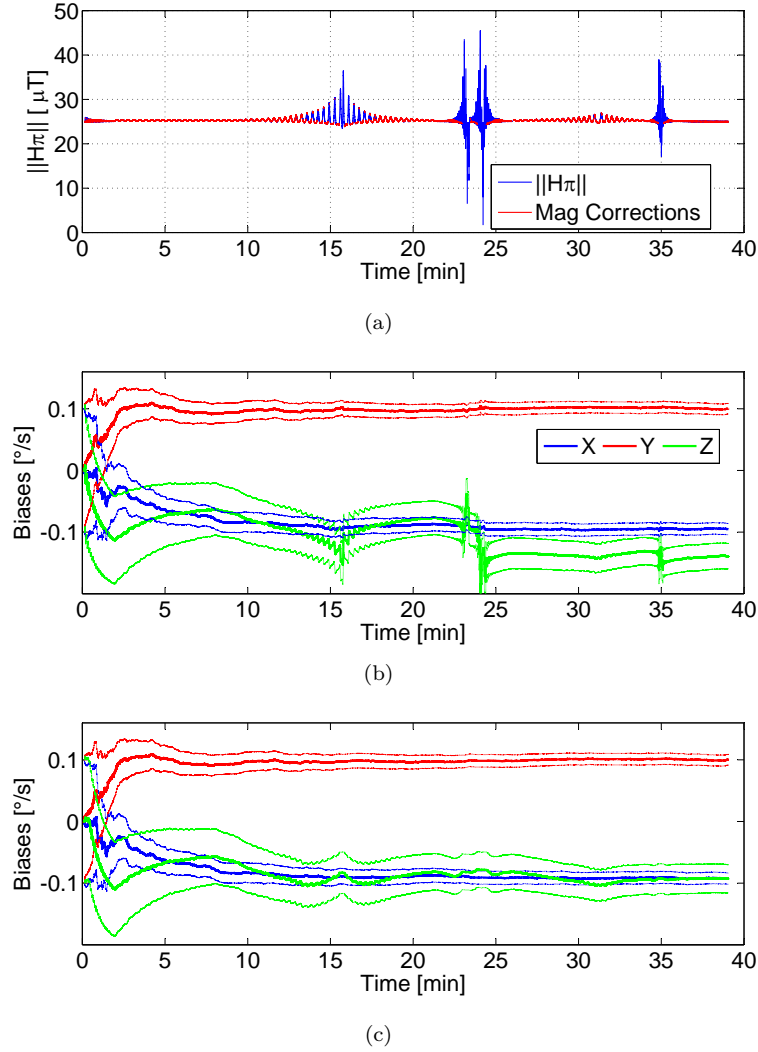 50
40
30
20
10
0
||Hπ|| [ μT]
||Hπ||
Mag Corrections
0 5 10 15 20 25 30 35 40
Time [min]
(a)
0.1
0
-0.1
Biases [°/s]
X Y Z
0 5 10 15 20 25 30 35 40
Time [min]
(b)
0.1
0
-0.1
Biases [°/s]
0 5 10 15 20 25 30 35 40
Time [min]
(c)